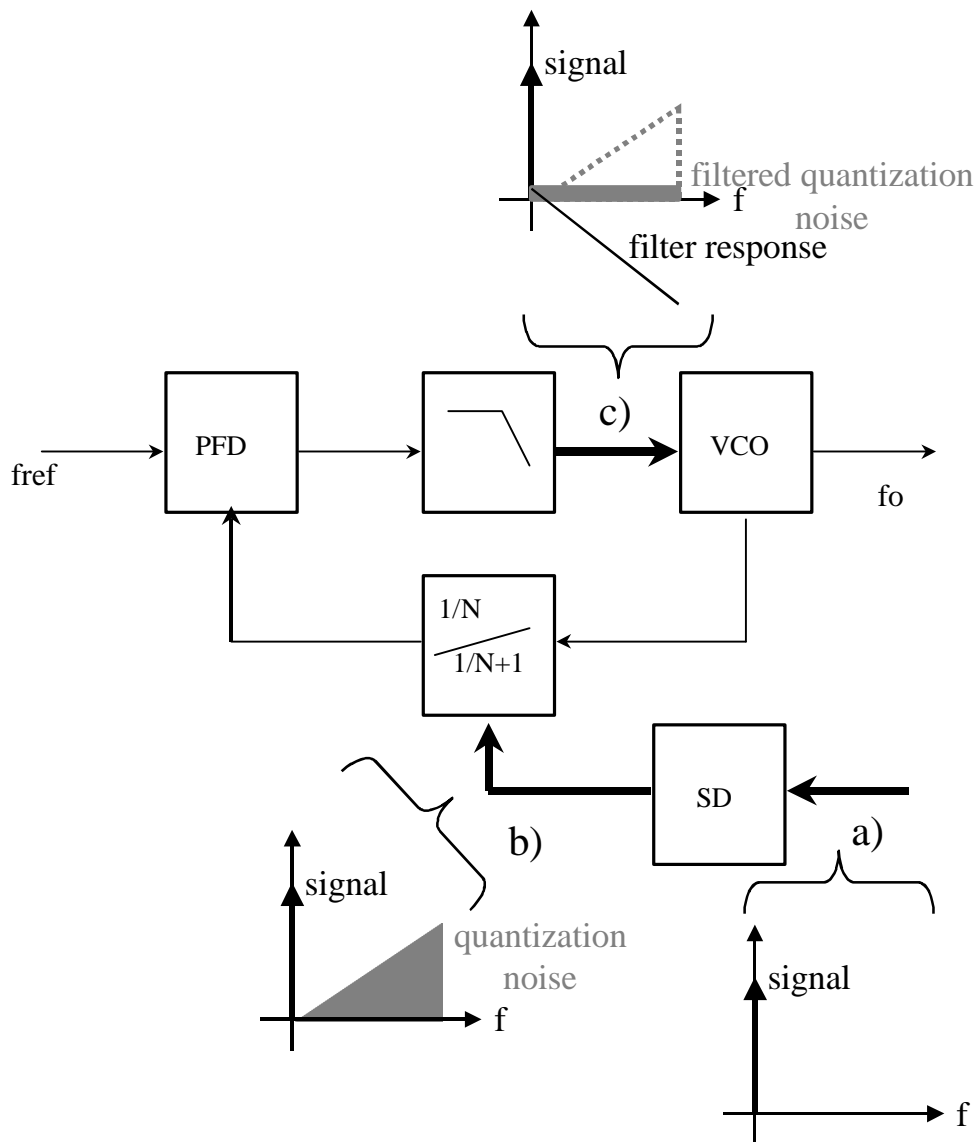 signal
filtered quantization
f
noise
filter response
c)
PFD
VCO
fref
fo
1/N
1/N+1
SD
b)
a)
signal
quantization
noise
f
signal
f